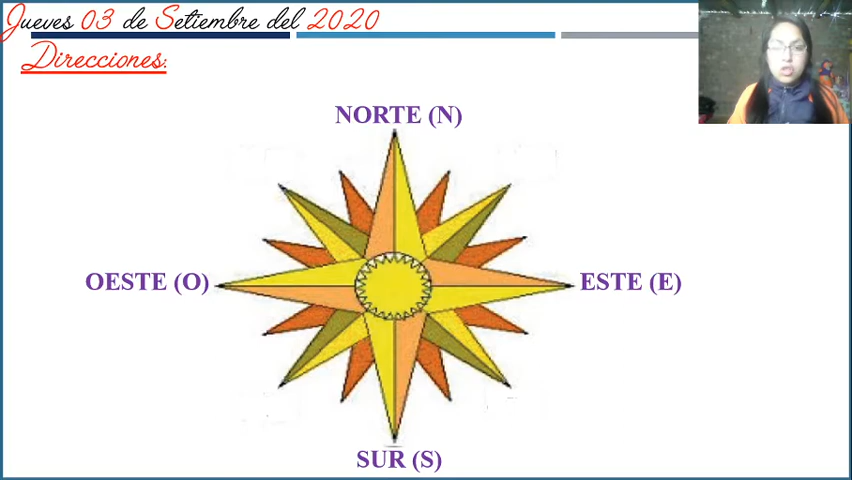 Jueves 03 de Setiembre del 2020
Direcciones:
NORTE (N)
OESTE (O)
ESTE (E)
SUR (S)